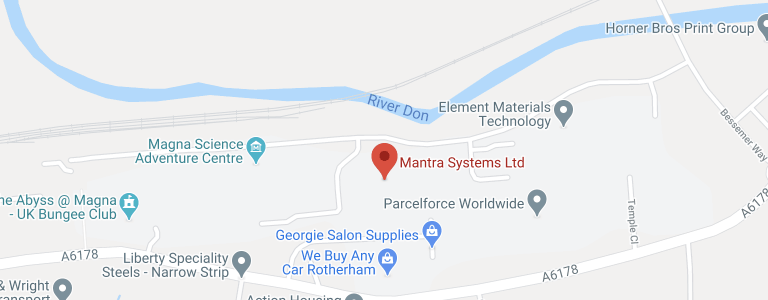 Horner Bros Print Group
River Don
Element Materials
Technology
Bessemer Way
Magna Science
Adventure Centre
Mantra Systems Ltd
ne Abyss @ Magna
- UK Bungee Club
Parcelforce Worldwide
Temple Cl
A6178
Georgie Salon Supplies
A6178
Liberty Speciality
Steels - Narrow Strip
We Buy Any
Car Rotherham
A6178
& Wright
ransport
Action Housing